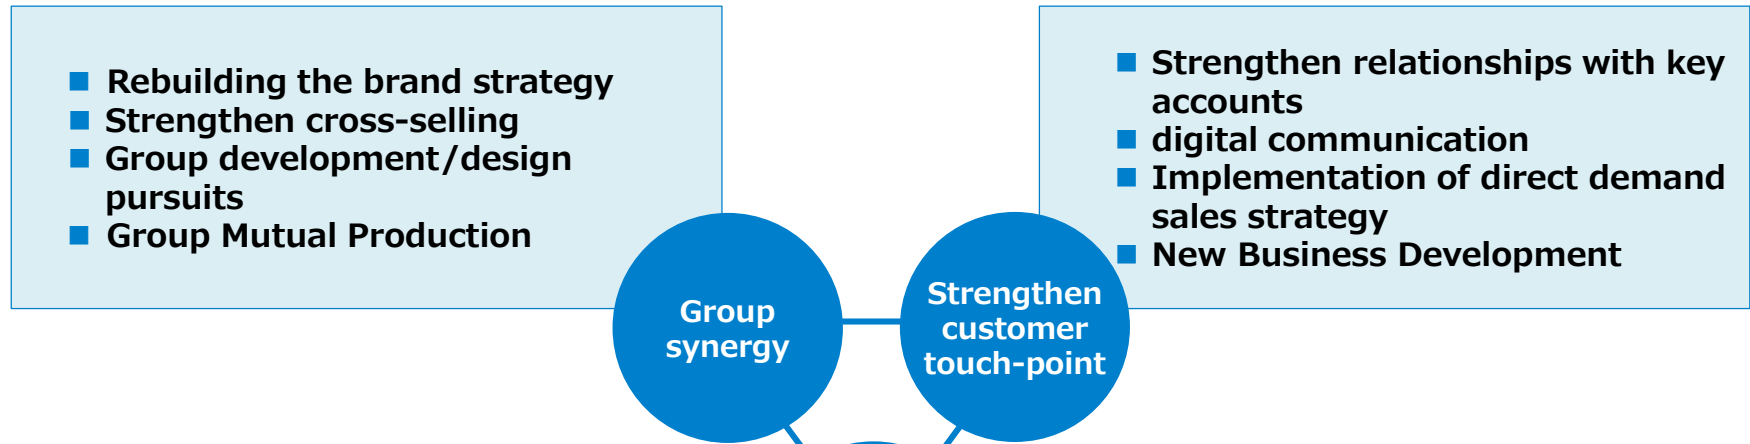 Rebuilding the brand strategy
Strengthen cross-selling
Group development/design
pursuits
Group Mutual Production
Strengthen relationships with key
accounts
digital communication
Implementation of direct demand
sales strategy
New Business Development
Group
synergy
Strengthen
customer
touch-point